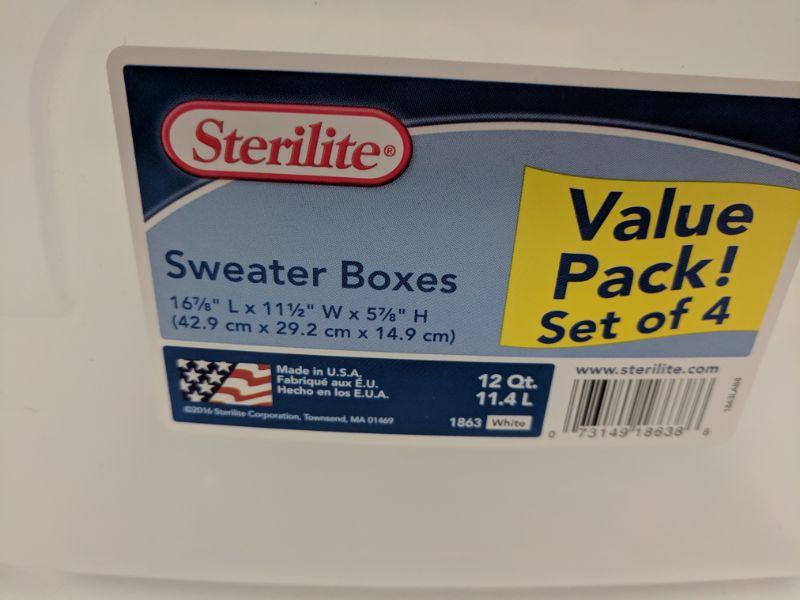 Sterilite®
Value
Pack!
Set of 4
Sweater Boxes
16⅞" L x 11½" W x 5⅞" H
(42.9 cm x 29.2 cm x 14.9 cm)
Made in U.S.A.
Fabriqué aux É.U.
Hecho en los E.U.A.
12 Qt.
11.4 L
©2016 Sterilite Corporation, Townsend, MA 01469
1863 White
www.sterilite.com
0 73149 18638 6
1863LAB8